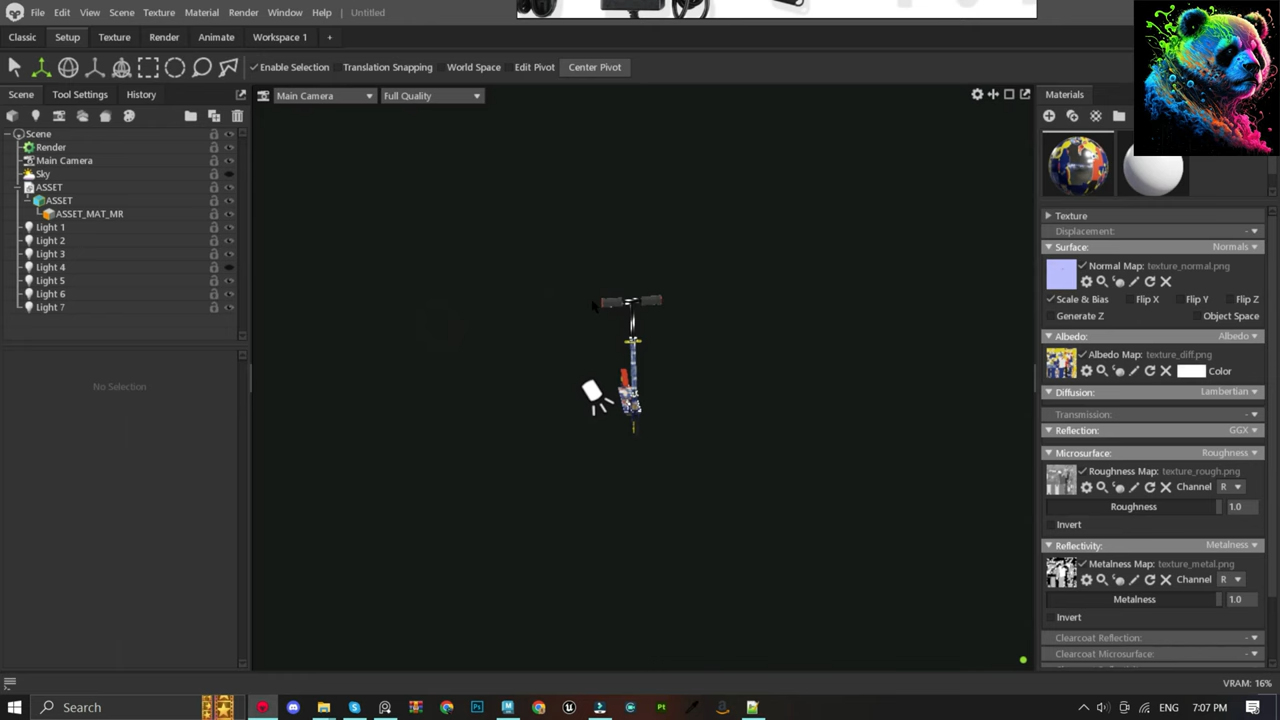 File Edit View Scene Texture Material Render Window Help Untitled
Classic Setup Texture Render Animate Workspace 1 +
Enable Selection Translation Snapping World Space Edit Pivot Center Pivot
Scene Tool Settings History
Main Camera Full Quality
Materials
Scene
Render
Main Camera
Sky
ASSET
ASSET
ASSET_MAT_MR
Light 1
Light 2
Light 3
Light 4
Light 5
Light 6
Light 7
No Selection
Texture
Displacement: -
Surface: Normals
Normal Map: texture_normal.png
Scale & Bias Flip X Flip Y Flip Z
Generate Z Object Space
Albedo: Albedo
Albedo Map: texture_diff.png
Color
Diffusion: Lambertian
Transmission: -
Reflection: GGX
Microsurface: Roughness
Roughness Map: texture_rough.png
Channel R
Roughness 1.0
Invert
Reflectivity: Metalness
Metalness Map: texture_metal.png
Channel R
Metalness 1.0
Invert
Clearcoat Reflection: -
Clearcoat Microsurface: -
VRAM: 16%
Search
ENG 7:07 PM